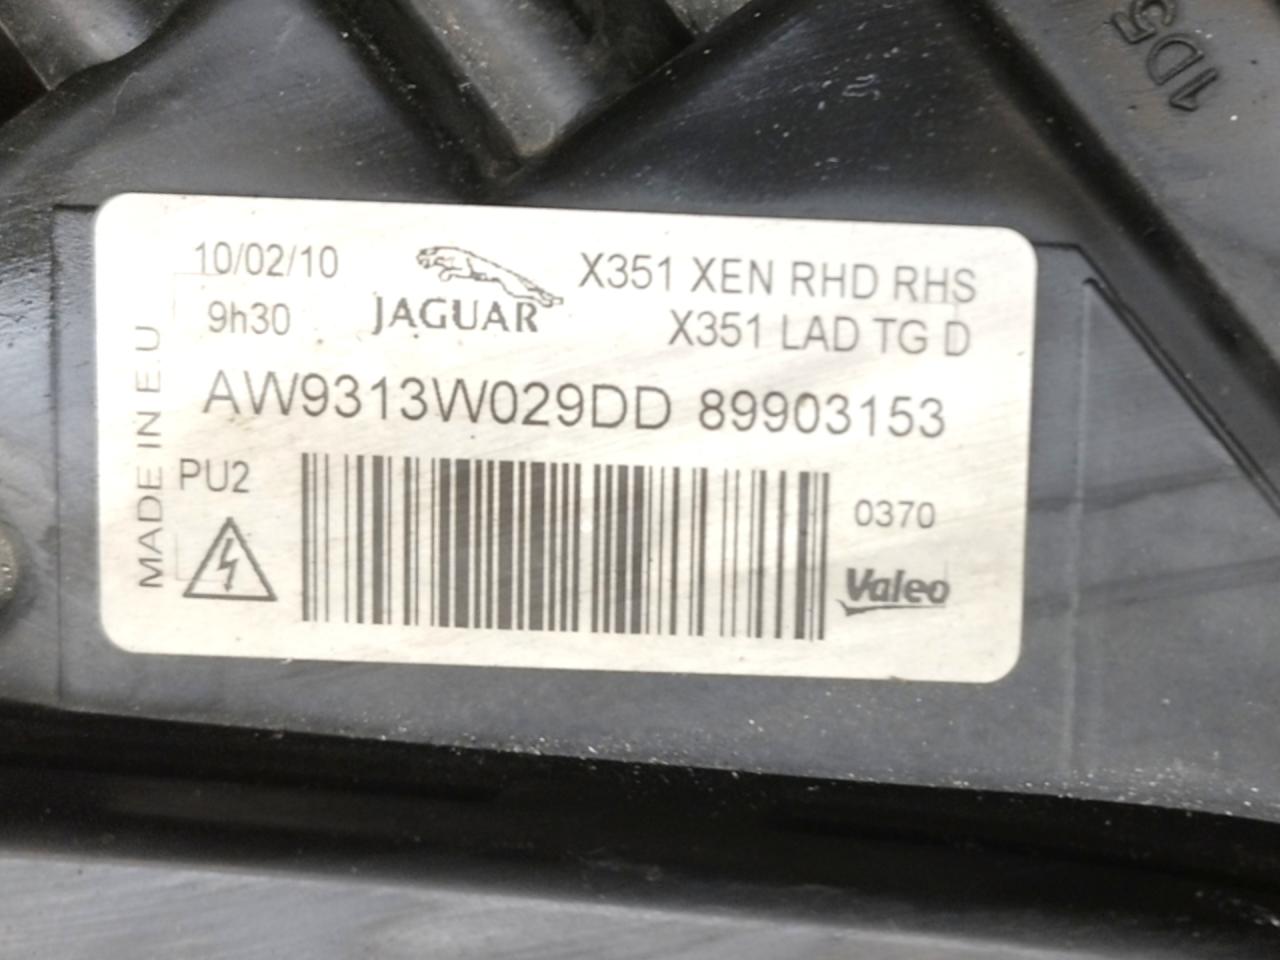 1D5
10/02/10
9h30
JAGUAR
X351 XEN RHD RHS
X351 LAD TG D
AW9313W029DD 89903153
MADE IN E U
PU2
0370
Valeo